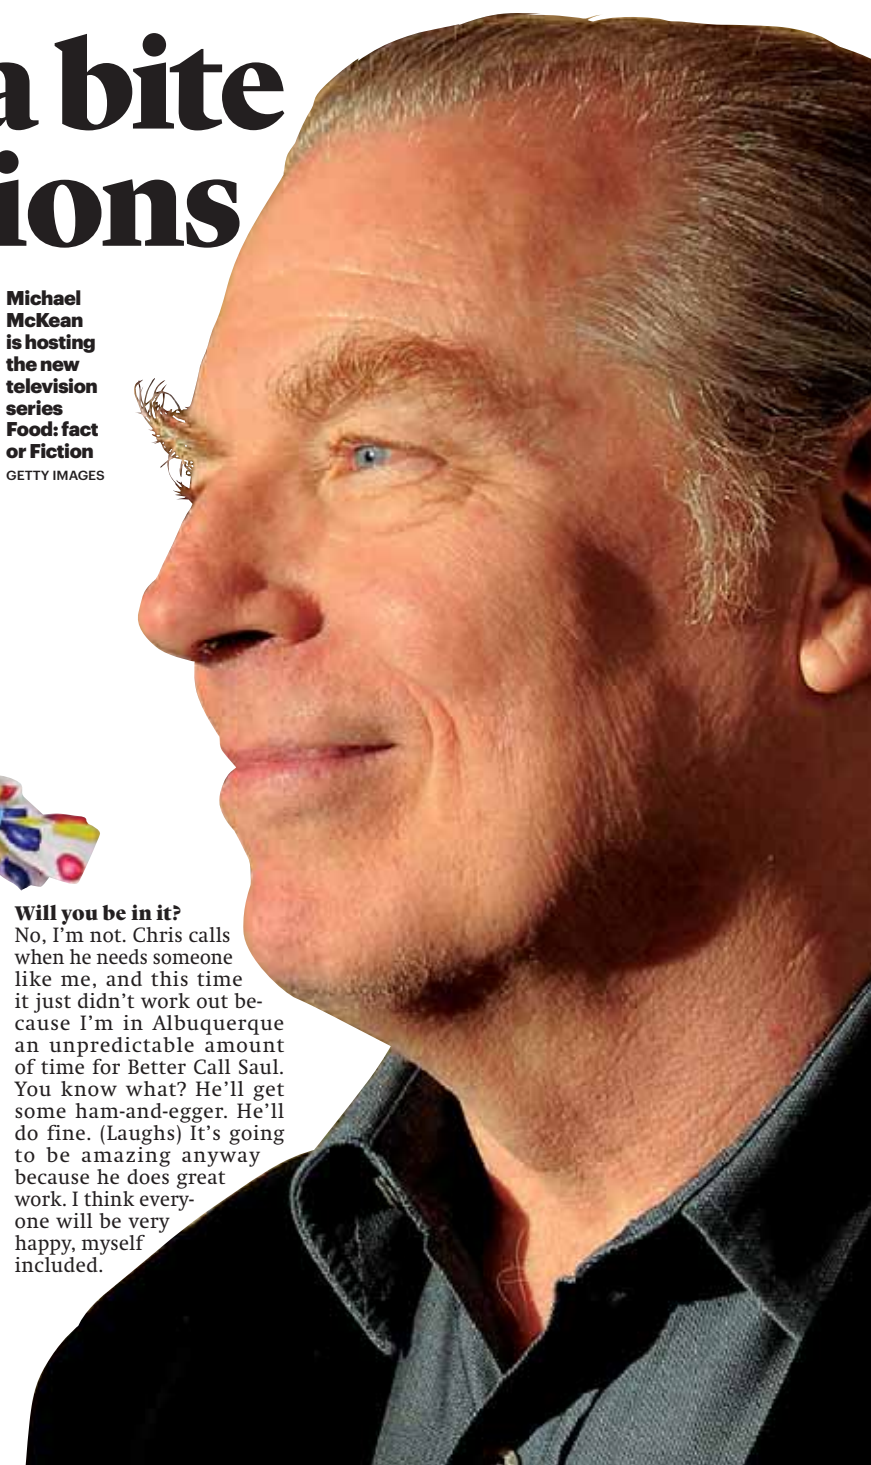 a bite
ions
Michael
McKean
is hosting
the new
television
series
Food: fact
or Fiction
GETTY IMAGES
Will you be in it?
No, I’m not. Chris calls
when he needs someone
like me, and this time
it just didn’t work out be-
cause I’m in Albuquerque
an unpredictable amount
of time for Better Call Saul.
You know what? He’ll get
some ham-and-egger. He’ll
do fine. (Laughs) It’s going
to be amazing anyway
because he does great
work. I think every-
one will be very
happy, myself
included.